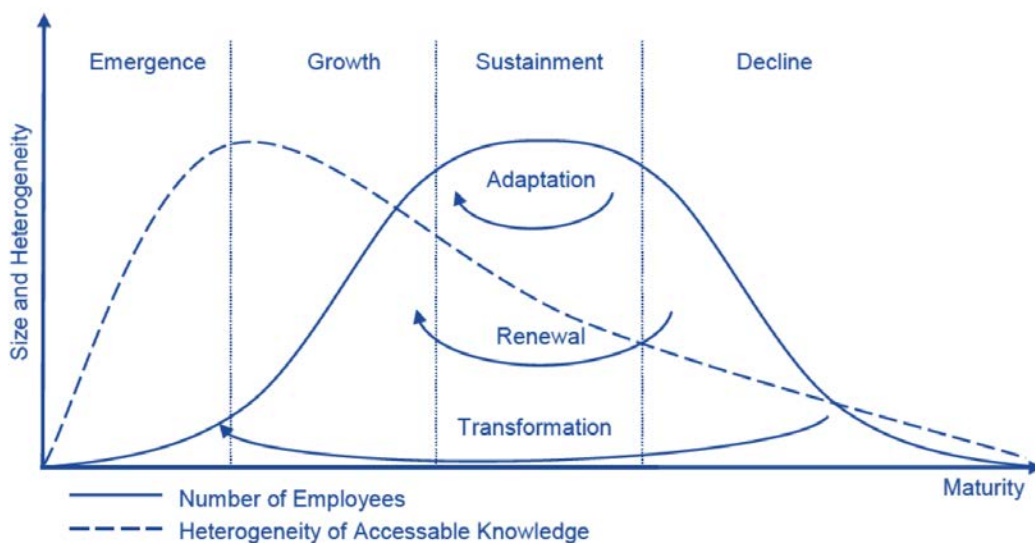 Emergence
Growth
Sustainment
Decline
Size and Heterogeneity
Adaptation
Renewal
Transformation
Maturity
Number of Employees
Heterogeneity of Accessable Knowledge